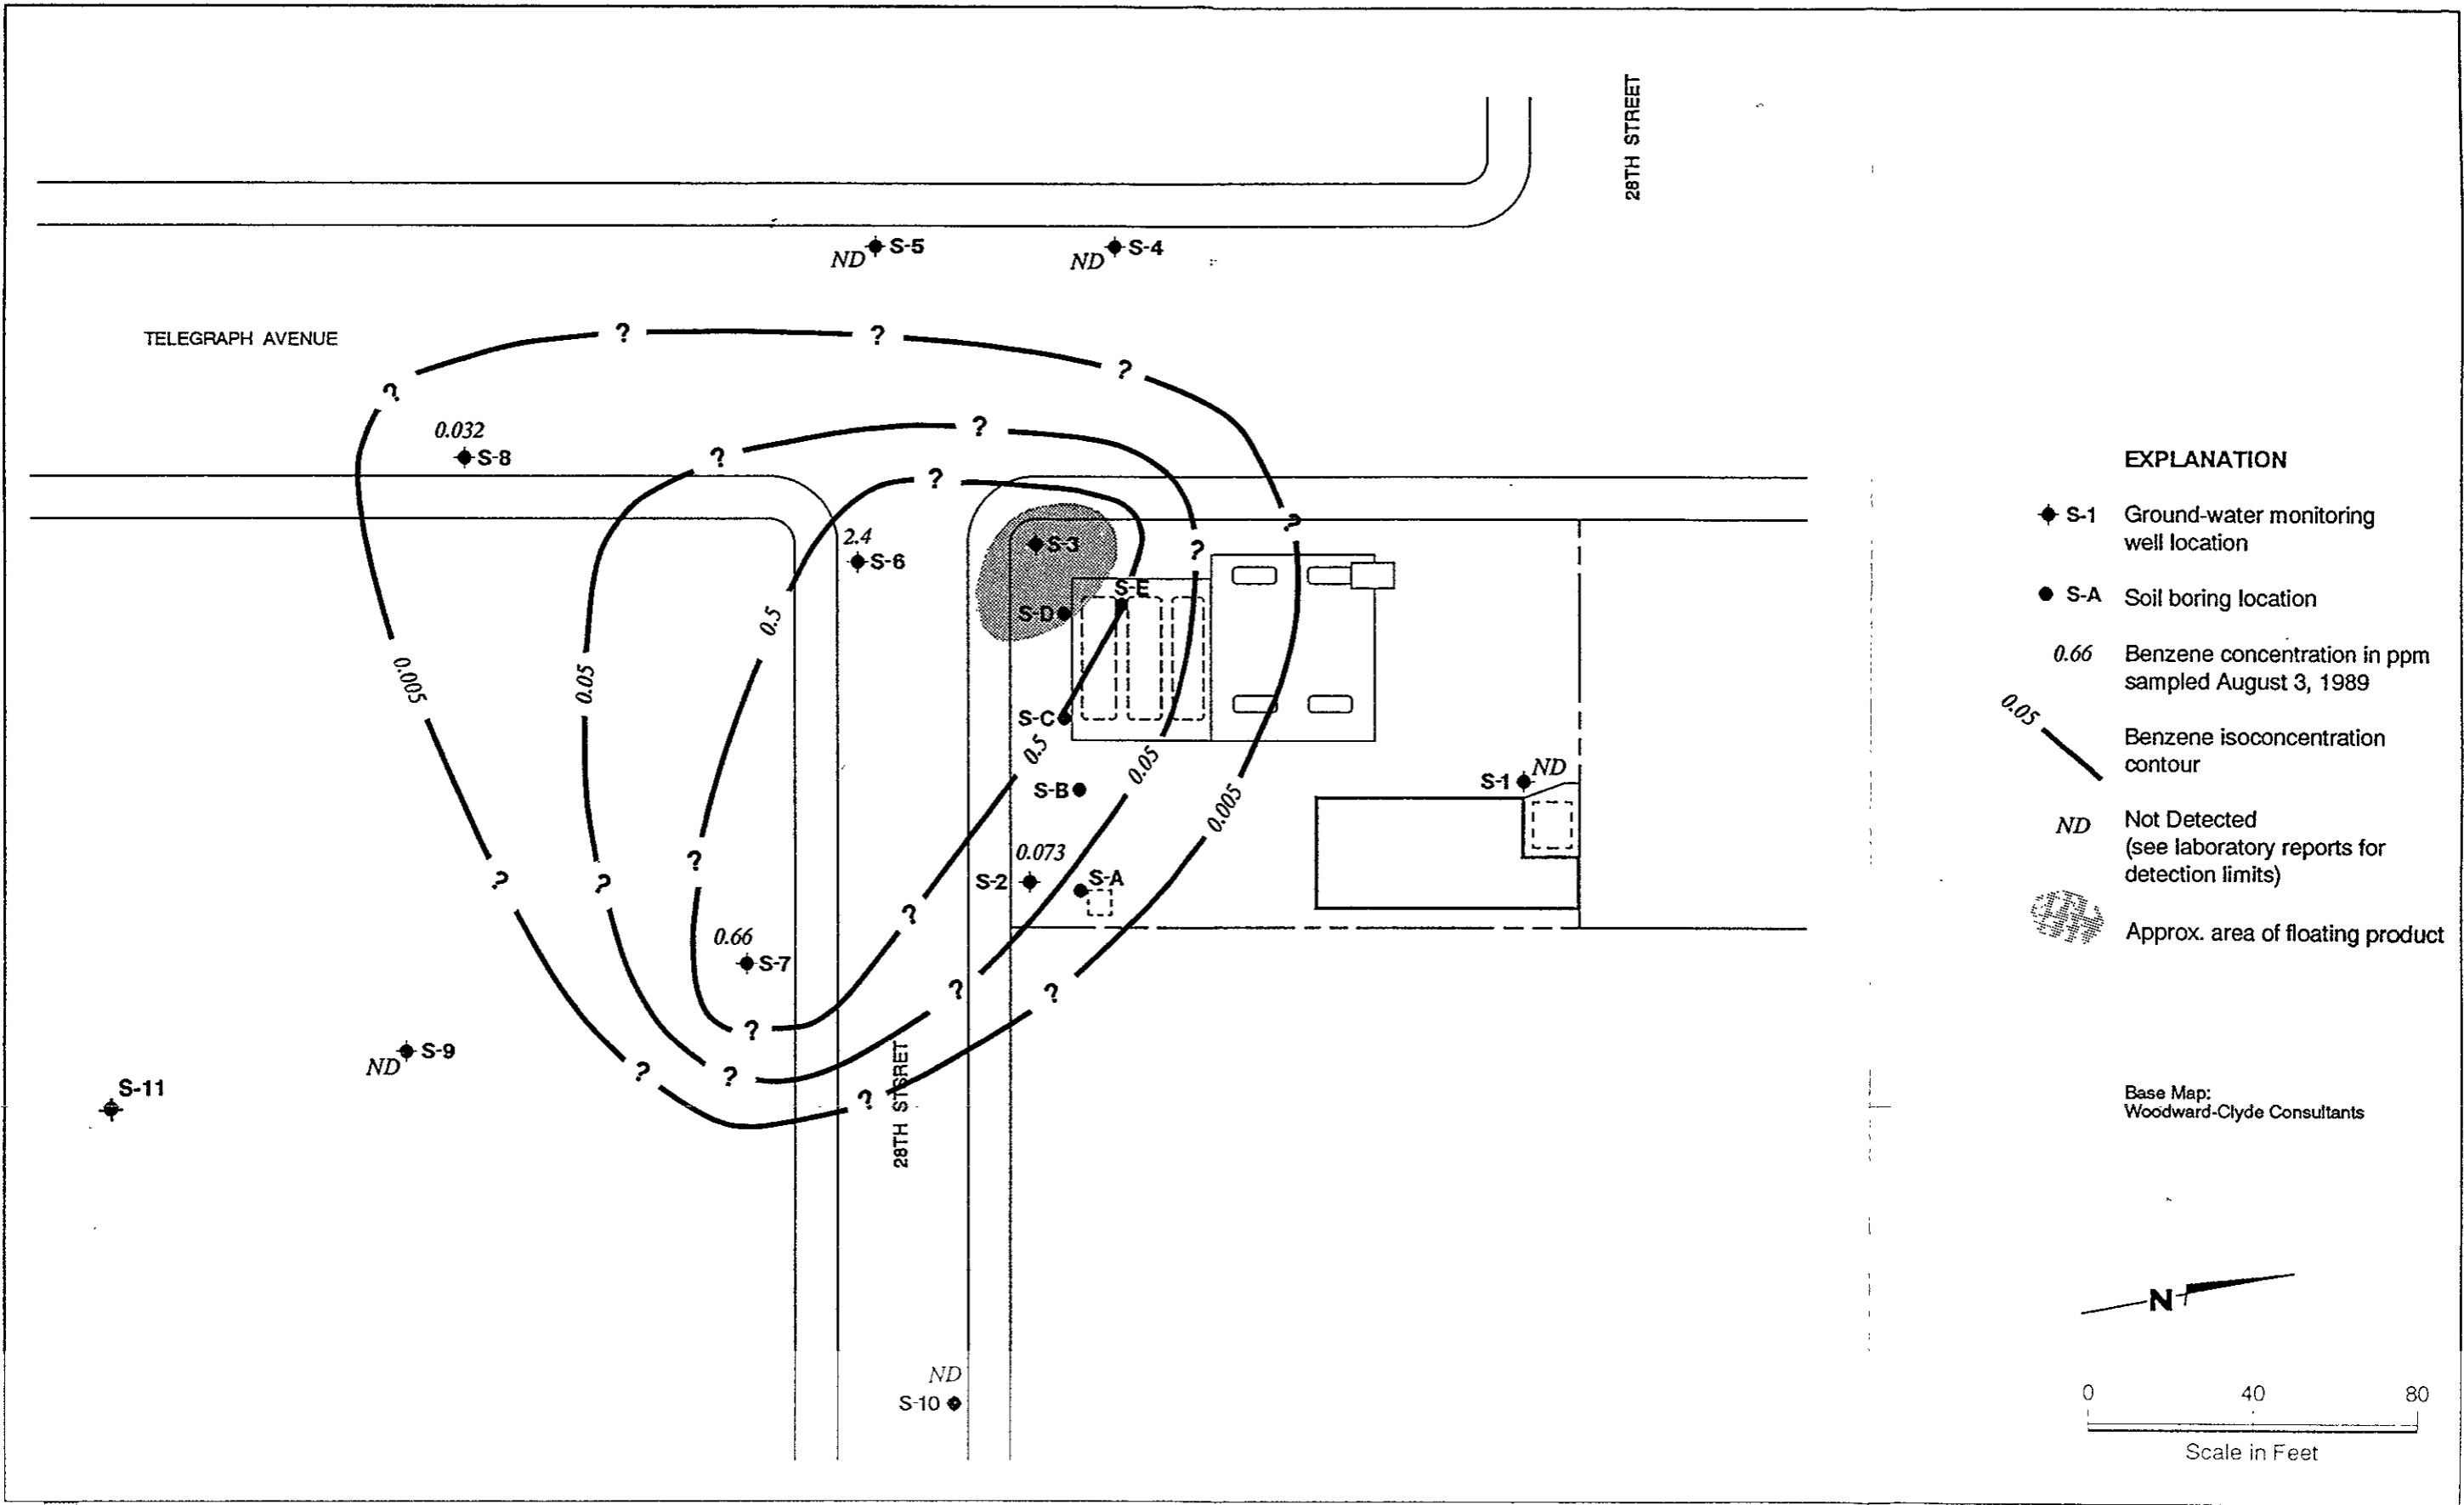 28TH STREET
S-5
ND
S-4
ND
TELEGRAPH AVENUE
?
?
?
?
0.032
S-8
?
?
?
2.4
S-6
S-3
?
?
S-E
S-D
0.5
0.005
0.05
S-C
0.5
0.05
0.005
S-B
S-1
ND
0.073
S-2
S-A
?
?
?
?
0.66
S-7
?
?
?
?
?
?
S-9
ND
S-11
28TH STSRET
ND
S-10
EXPLANATION
S-1 Ground-water monitoring
well location
S-A Soil boring location
0.66 Benzene concentration in ppm
sampled August 3, 1989
0.05
Benzene isoconcentration
contour
ND Not Detected
(see laboratory reports for
detection limits)
Approx. area of floating product
Base Map:
Woodward-Clyde Consultants
N
0 40 80
Scale in Feet